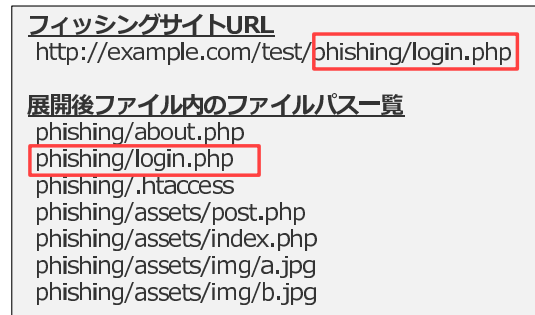 フィッシングサイトURL
http://example.com/test/phishing/login.php
展開後ファイル内のファイルパス一覧
phishing/about.php
phishing/login.php
phishing/.htaccess
phishing/assets/post.php
phishing/assets/index.php
phishing/assets/img/a.jpg
phishing/assets/img/b.jpg